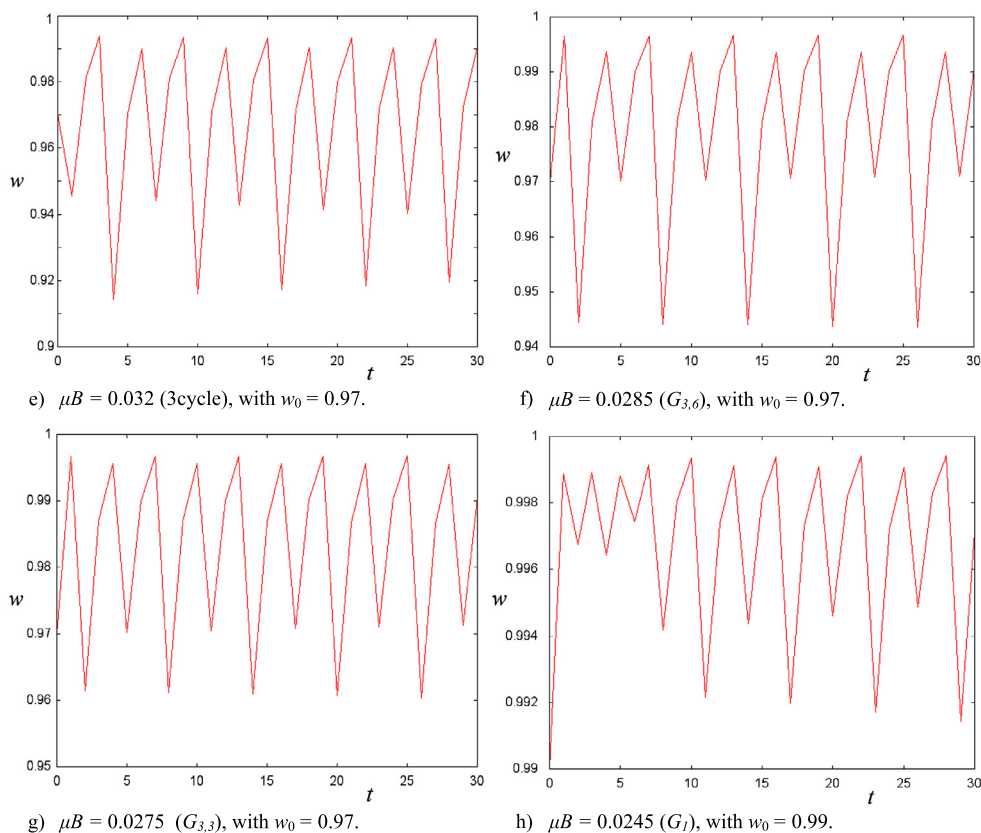 1
0.98
0.96
w
0.94
0.92
0.9
0 5 10 15 20 25 30
t
e) μB = 0.032 (3cycle), with w0 = 0.97.
1
0.99
0.98
w
0.97
0.96
0.95
0.94
0 5 10 15 20 25 30
t
f) μB = 0.0285 (G3,6), with w0 = 0.97.
1
0.99
0.98
w
0.97
0.96
0.95
0 5 10 15 20 25 30
t
g) μB = 0.0275 (G3,3), with w0 = 0.97.
1
0.998
0.996
w
0.994
0.992
0.99
0 5 10 15 20 25 30
t
h) μB = 0.0245 (G1), with w0 = 0.99.